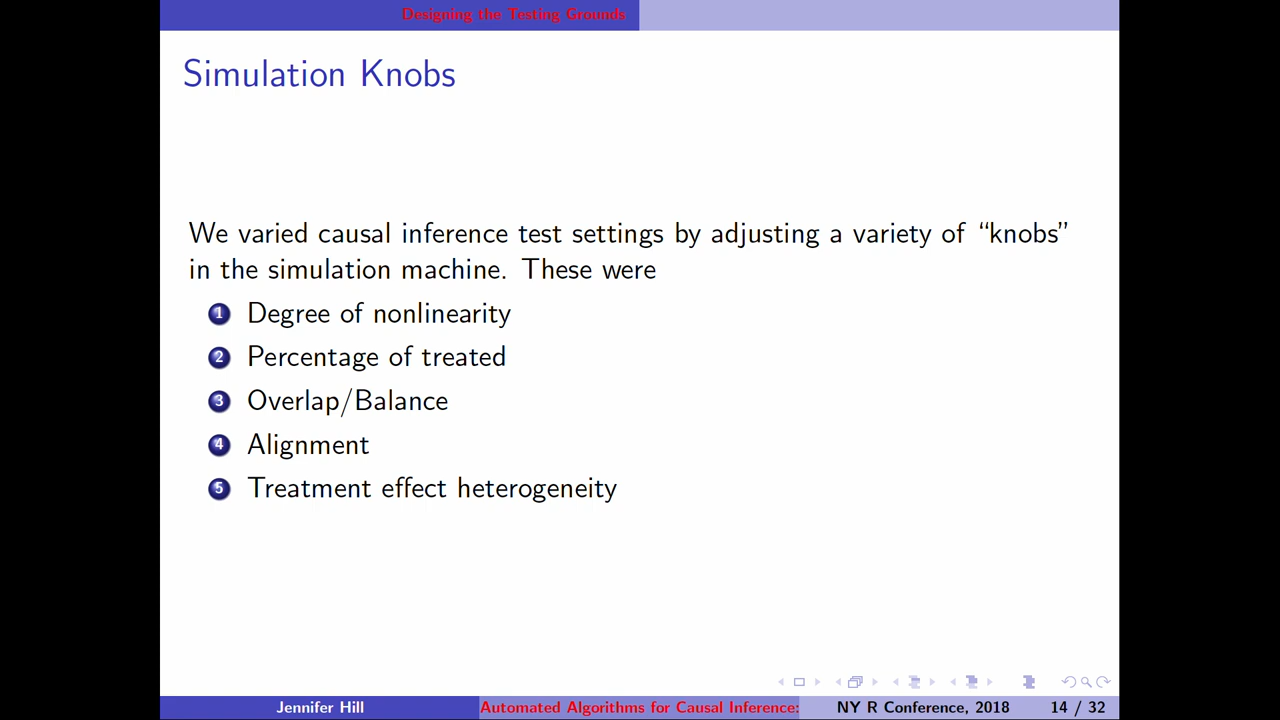 Designing the Testing Grounds
Simulation Knobs
We varied causal inference test settings by adjusting a variety of “knobs”
in the simulation machine. These were
1 Degree of nonlinearity
2 Percentage of treated
3 Overlap/Balance
4 Alignment
5 Treatment effect heterogeneity
Jennifer Hill Automated Algorithms for Causal Inference: NY R Conference, 2018 14 / 32